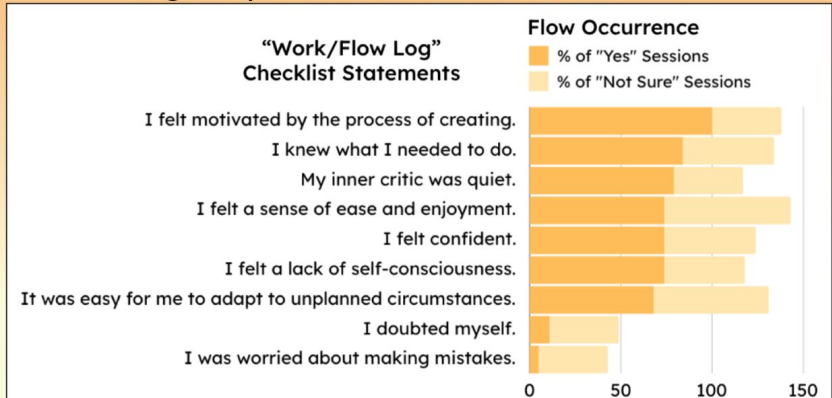 Flow Occurrence
“Work/Flow Log”
Checklist Statements
% of "Yes" Sessions
% of "Not Sure" Sessions
I felt motivated by the process of creating.
I knew what I needed to do.
My inner critic was quiet.
I felt a sense of ease and enjoyment.
I felt confident.
I felt a lack of self-consciousness.
It was easy for me to adapt to unplanned circumstances.
I doubted myself.
I was worried about making mistakes.
0 50 100 150